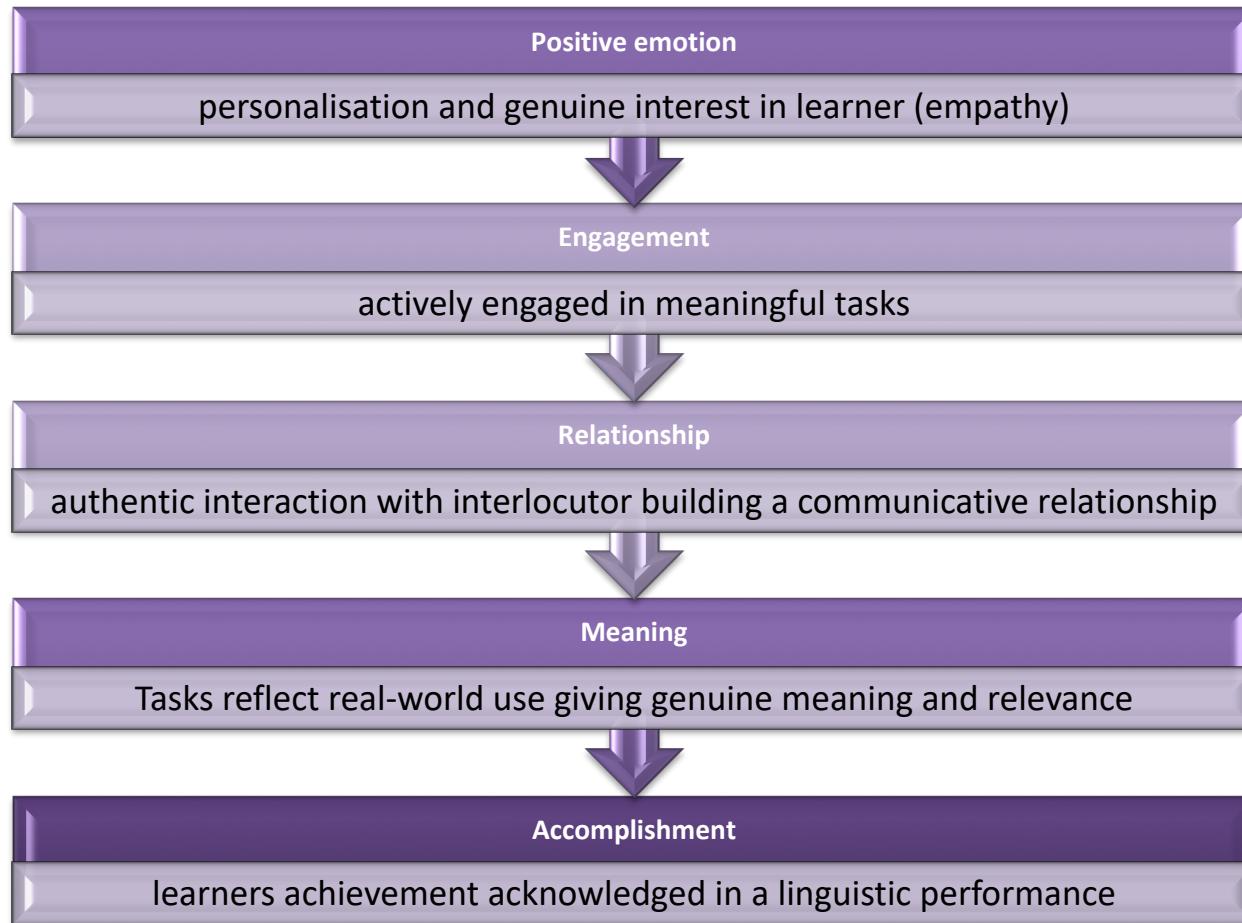 Positive emotion
personalisation and genuine interest in learner (empathy)
Engagement
actively engaged in meaningful tasks
Relationship
authentic interaction with interlocutor building a communicative relationship
Meaning
Tasks reflect real-world use giving genuine meaning and relevance
Accomplishment
learners achievement acknowledged in a linguistic performance